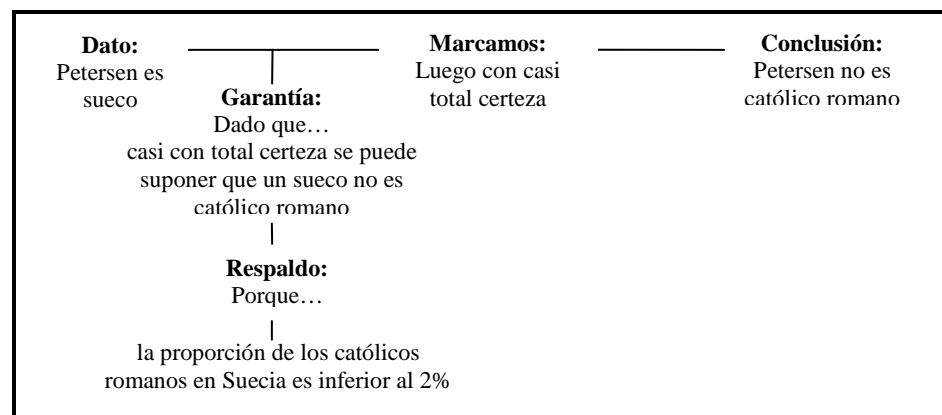 Dato:
Petersen es
sueco
Marcamos:
Luego con casi
total certeza
Conclusión:
Petersen no es
católico romano
Garantía:
Dado que…
casi con total certeza se puede
suponer que un sueco no es
católico romano
Respaldo:
Porque…
la proporción de los católicos
romanos en Suecia es inferior al 2%